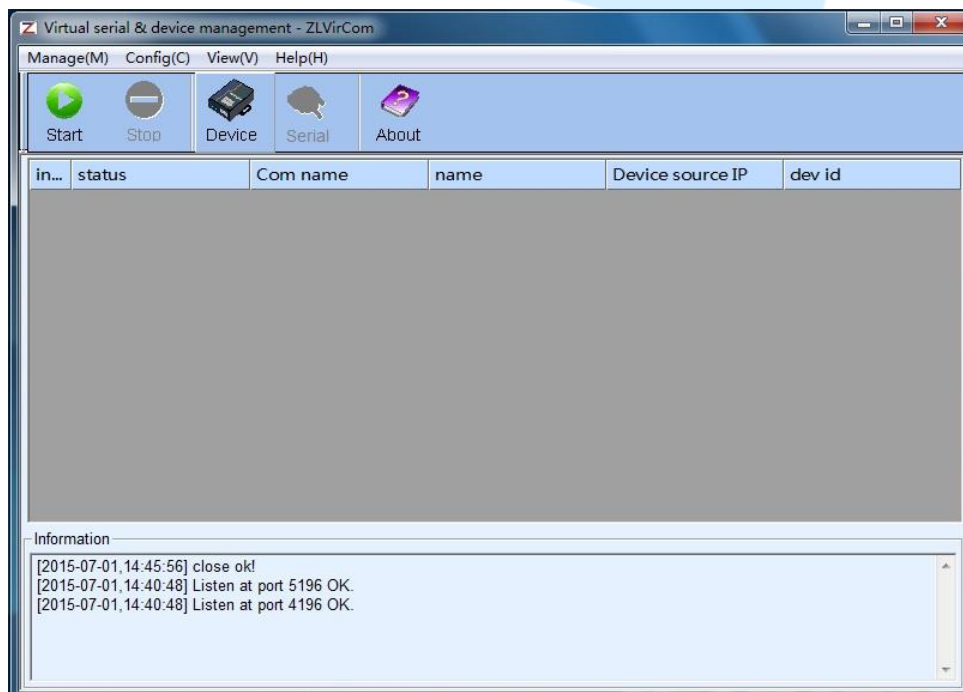 Virtual serial & device management - ZLVirCom
Manage(M) Config(C) View(V) Help(H)
Start Stop Device Serial About
in... status Com name name Device source IP dev id
Information
[2015-07-01,14:45:56] close ok!
[2015-07-01,14:40:48] Listen at port 5196 OK.
[2015-07-01,14:40:48] Listen at port 4196 OK.